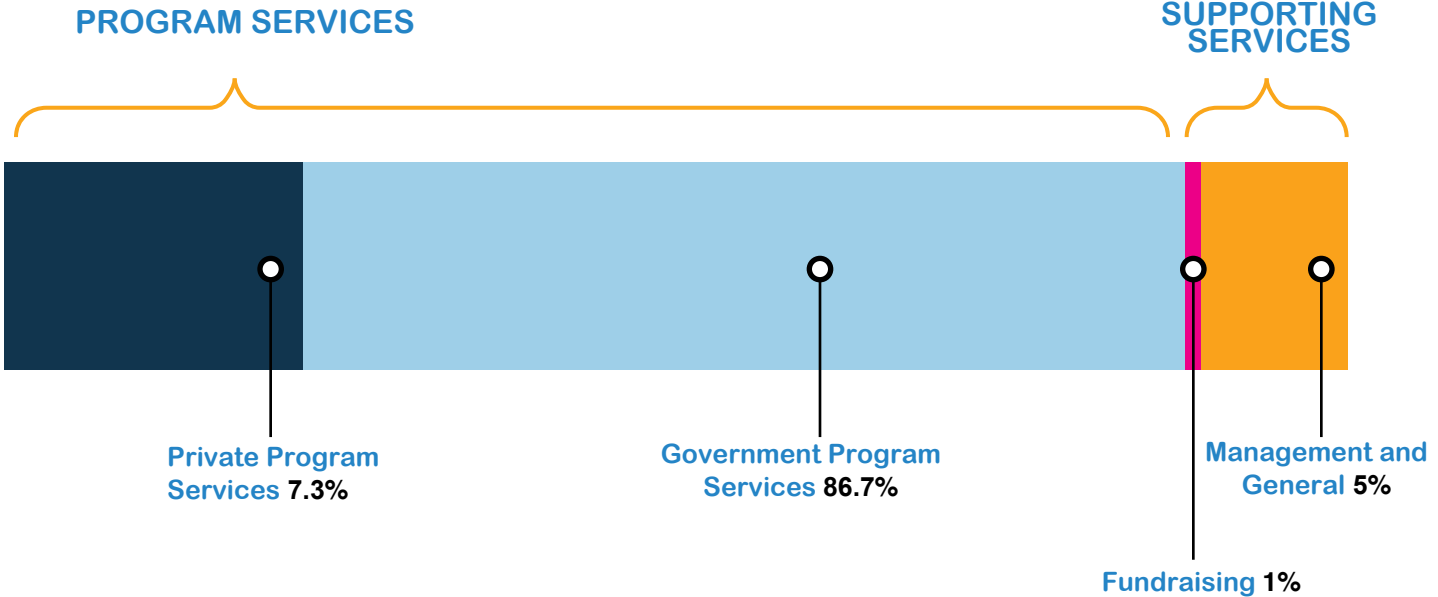 PROGRAM SERVICES
SUPPORTING
SERVICES
Private Program
Services 7.3%
Government Program
Services 86.7%
Management and
General 5%
Fundraising 1%